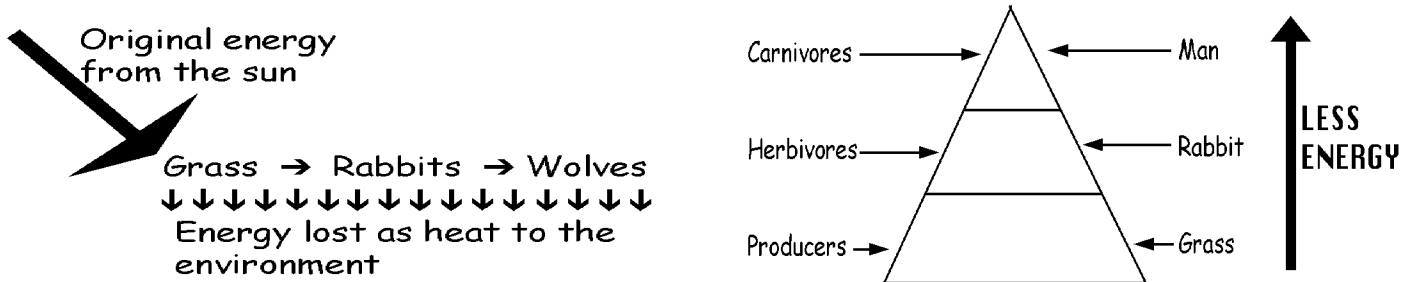 Original energy
from the sun
Grass → Rabbits → Wolves
Energy lost as heat to the
environment
Carnivores
Man
Herbivores
Rabbit
Producers
Grass
LESS
ENERGY